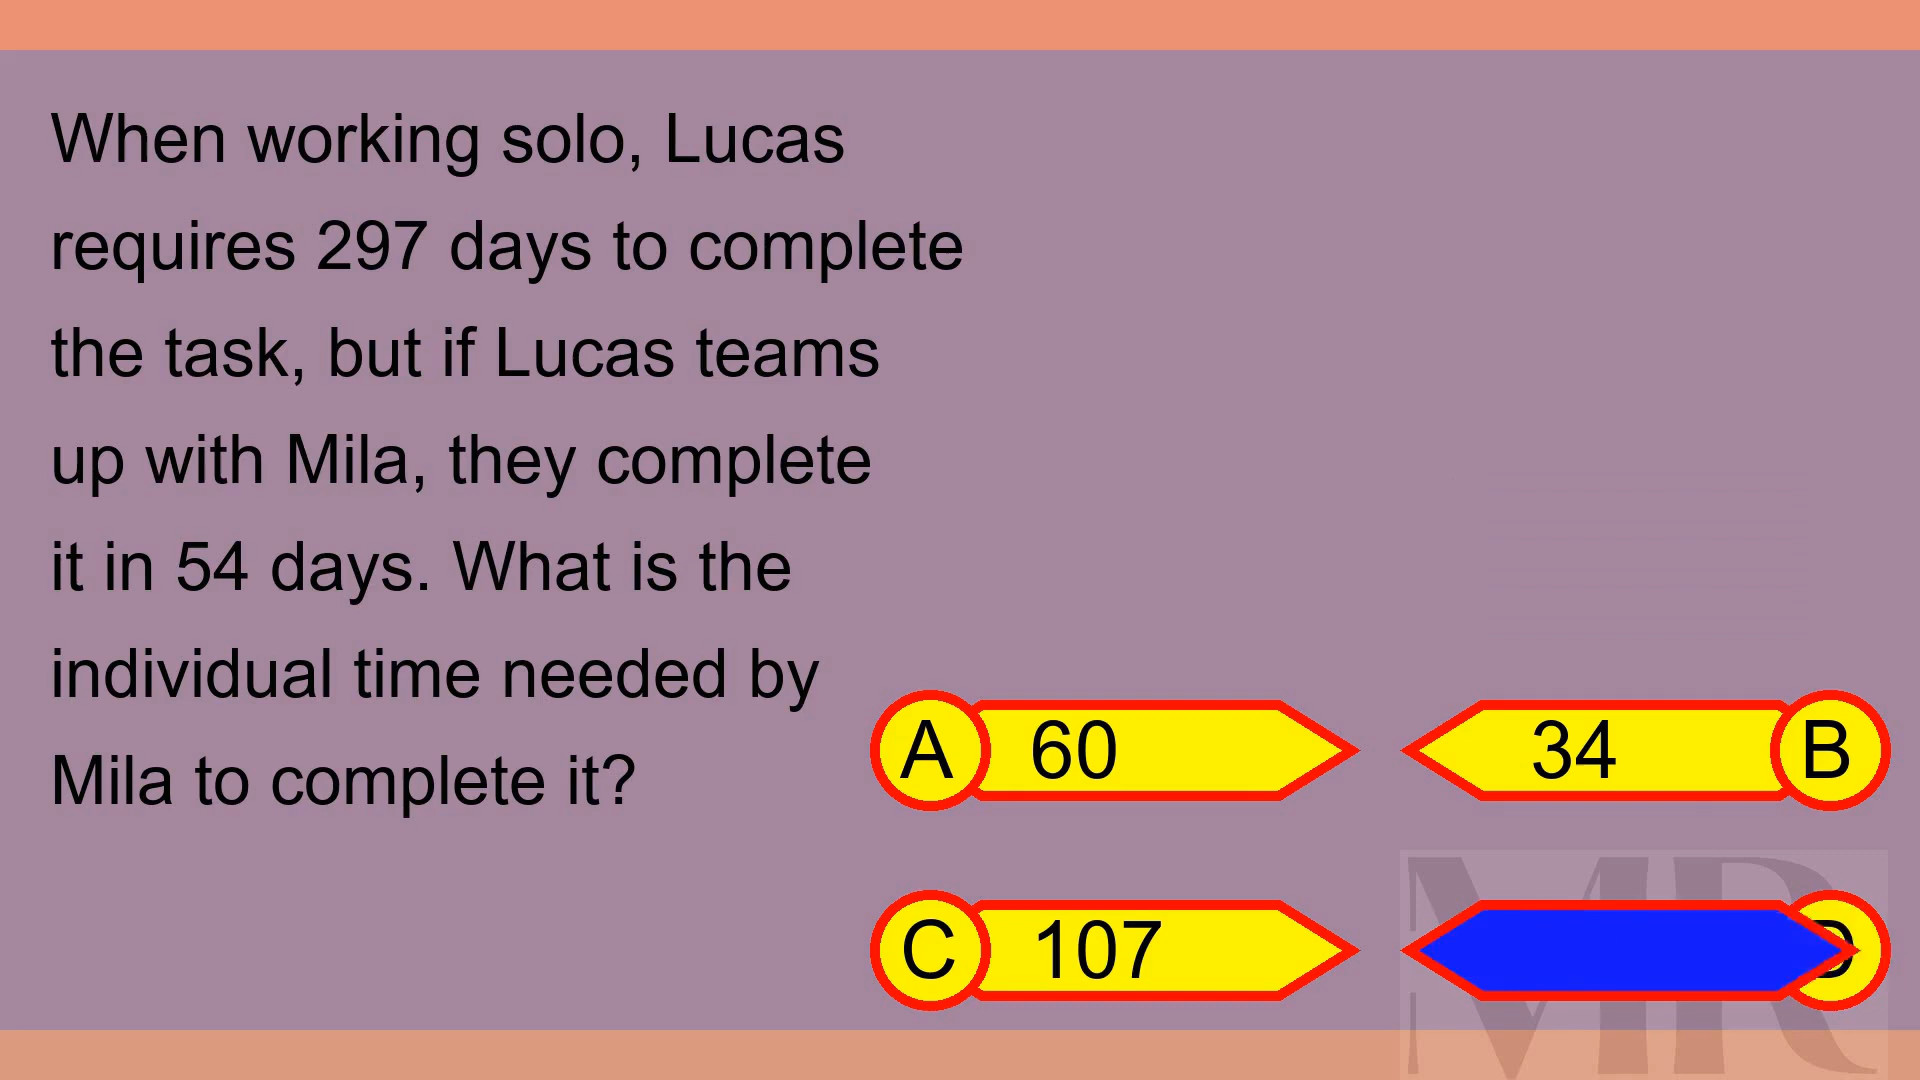 When working solo, Lucas
requires 297 days to complete
the task, but if Lucas teams
up with Mila, they complete
it in 54 days. What is the
individual time needed by
Mila to complete it?
A 60
34 B
C 107
D
MR